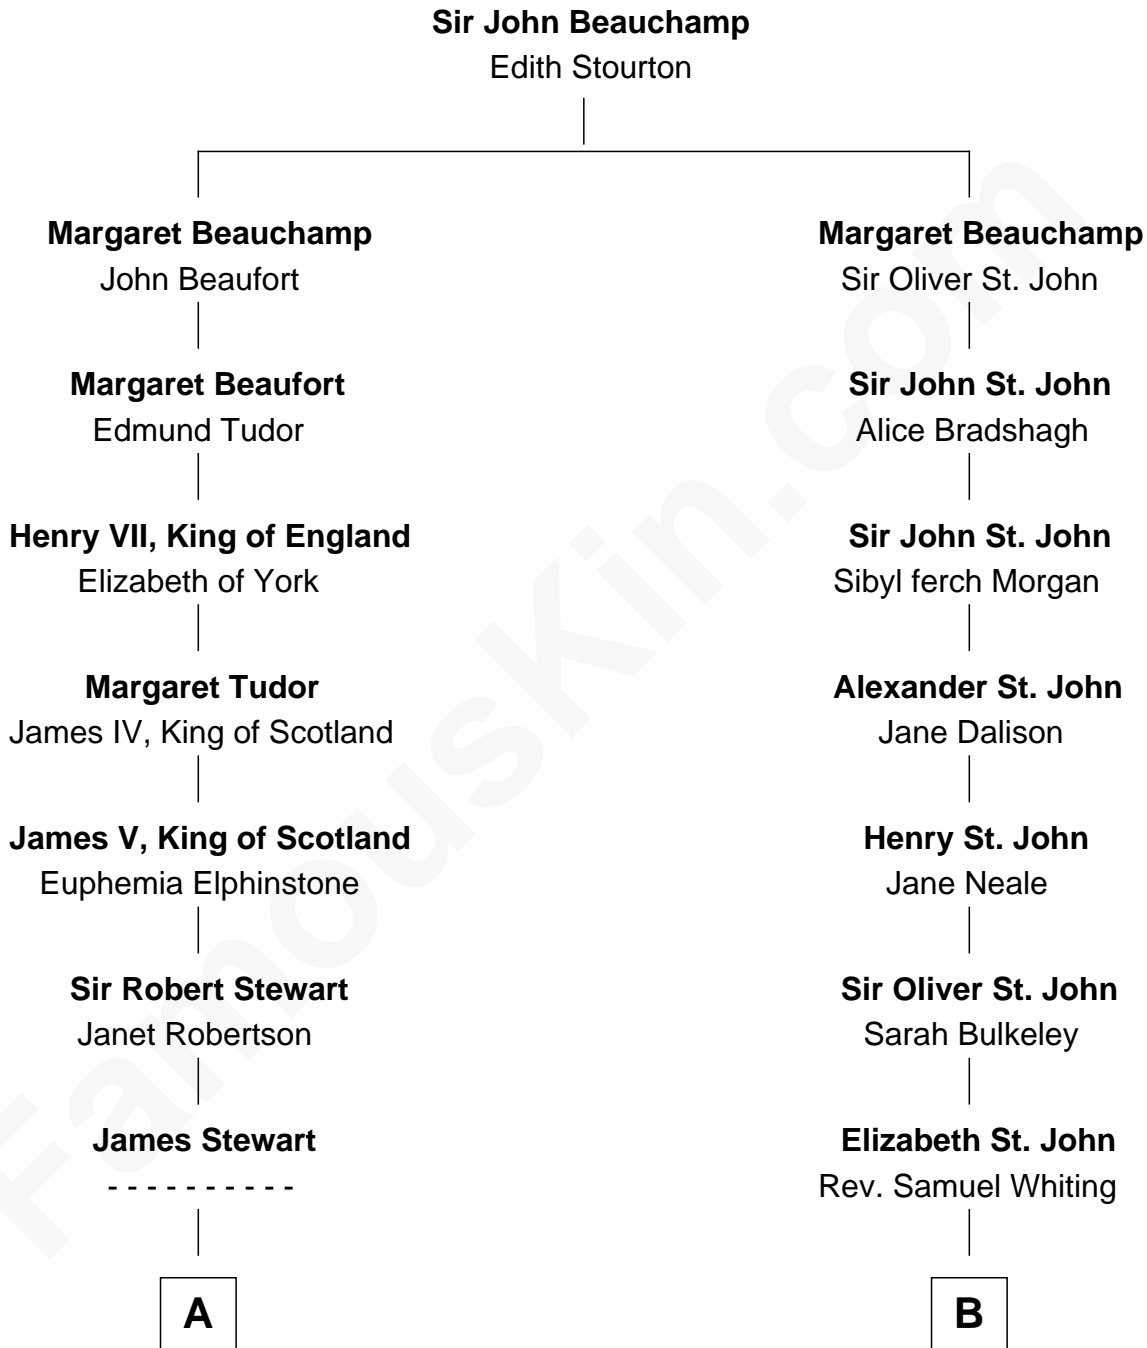 Sir John Beauchamp
Edith Stourton
Margaret Beauchamp
John Beaufort
Margaret Beaufort
Edmund Tudor
Henry VII, King of England
Elizabeth of York
Margaret Tudor
James IV, King of Scotland
James V, King of Scotland
Euphemia Elphinstone
Sir Robert Stewart
Janet Robertson
James Stewart
- - - - - - - - - -
A
Margaret Beauchamp
Sir Oliver St. John
Sir John St. John
Alice Bradshagh
Sir John St. John
Sibyl ferch Morgan
Alexander St. John
Jane Dalison
Henry St. John
Jane Neale
Sir Oliver St. John
Sarah Bulkeley
Elizabeth St. John
Rev. Samuel Whiting
B
FamousKin.com